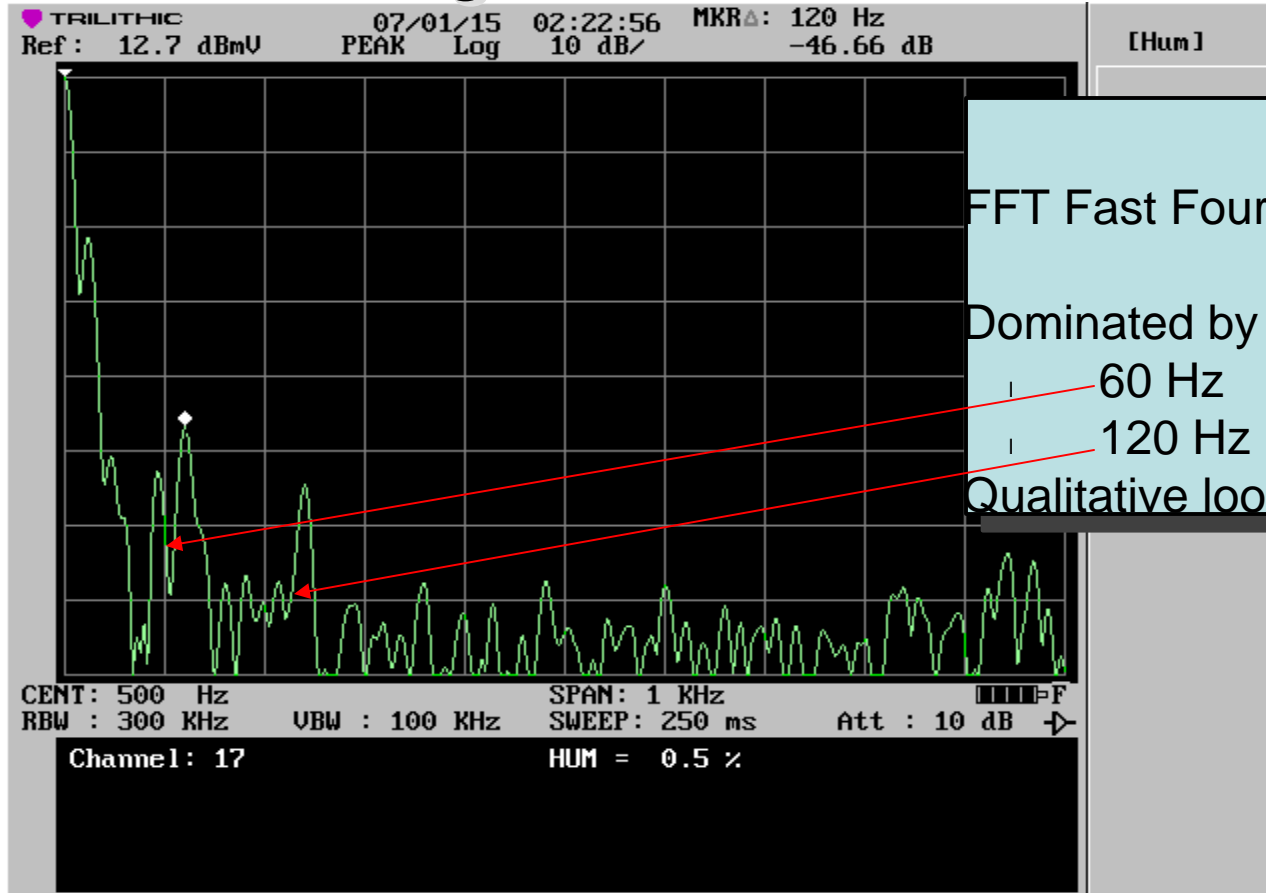 TRILITHIC 07/01/15 02:22:56 MKRΔ: 120 Hz
Ref: 12.7 dBmV PEAK Log 10 dB/ -46.66 dB
[Hum]
FFT Fast Four
Dominated by
60 Hz
120 Hz
Qualitative loo
CENT: 500 Hz SPAN: 1 KHz F
RBW : 300 KHz VBW : 100 KHz SWEEP: 250 ms Att : 10 dB
Channel: 17 HUM = 0.5 %